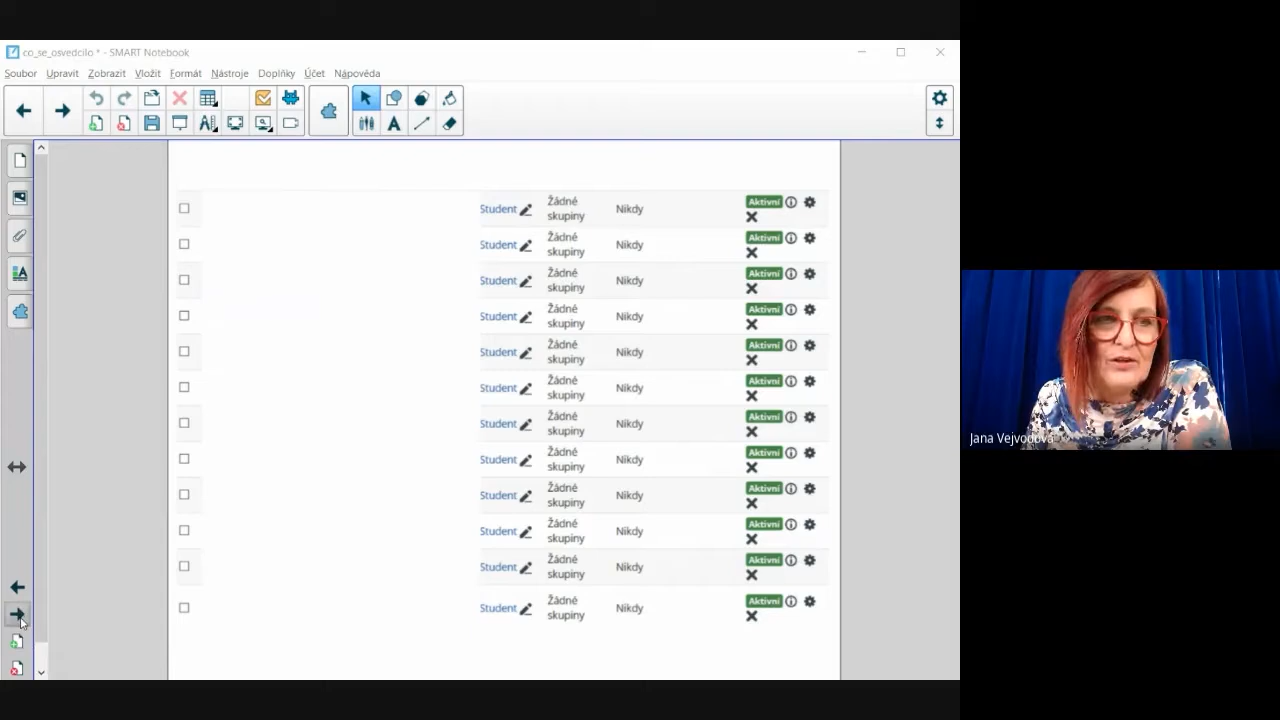 co_se_osvedcilo * - SMART Notebook
Soubor Upravit Zobrazit Vložit Formát Nástroje Doplňky Účet Nápověda
Student Žádné skupiny Nikdy Aktivní
Student Žádné skupiny Nikdy Aktivní
Student Žádné skupiny Nikdy Aktivní
Student Žádné skupiny Nikdy Aktivní
Student Žádné skupiny Nikdy Aktivní
Student Žádné skupiny Nikdy Aktivní
Student Žádné skupiny Nikdy Aktivní
Student Žádné skupiny Nikdy Aktivní
Student Žádné skupiny Nikdy Aktivní
Student Žádné skupiny Nikdy Aktivní
Student Žádné skupiny Nikdy Aktivní
Student Žádné skupiny Nikdy Aktivní
Jana Vejvodová